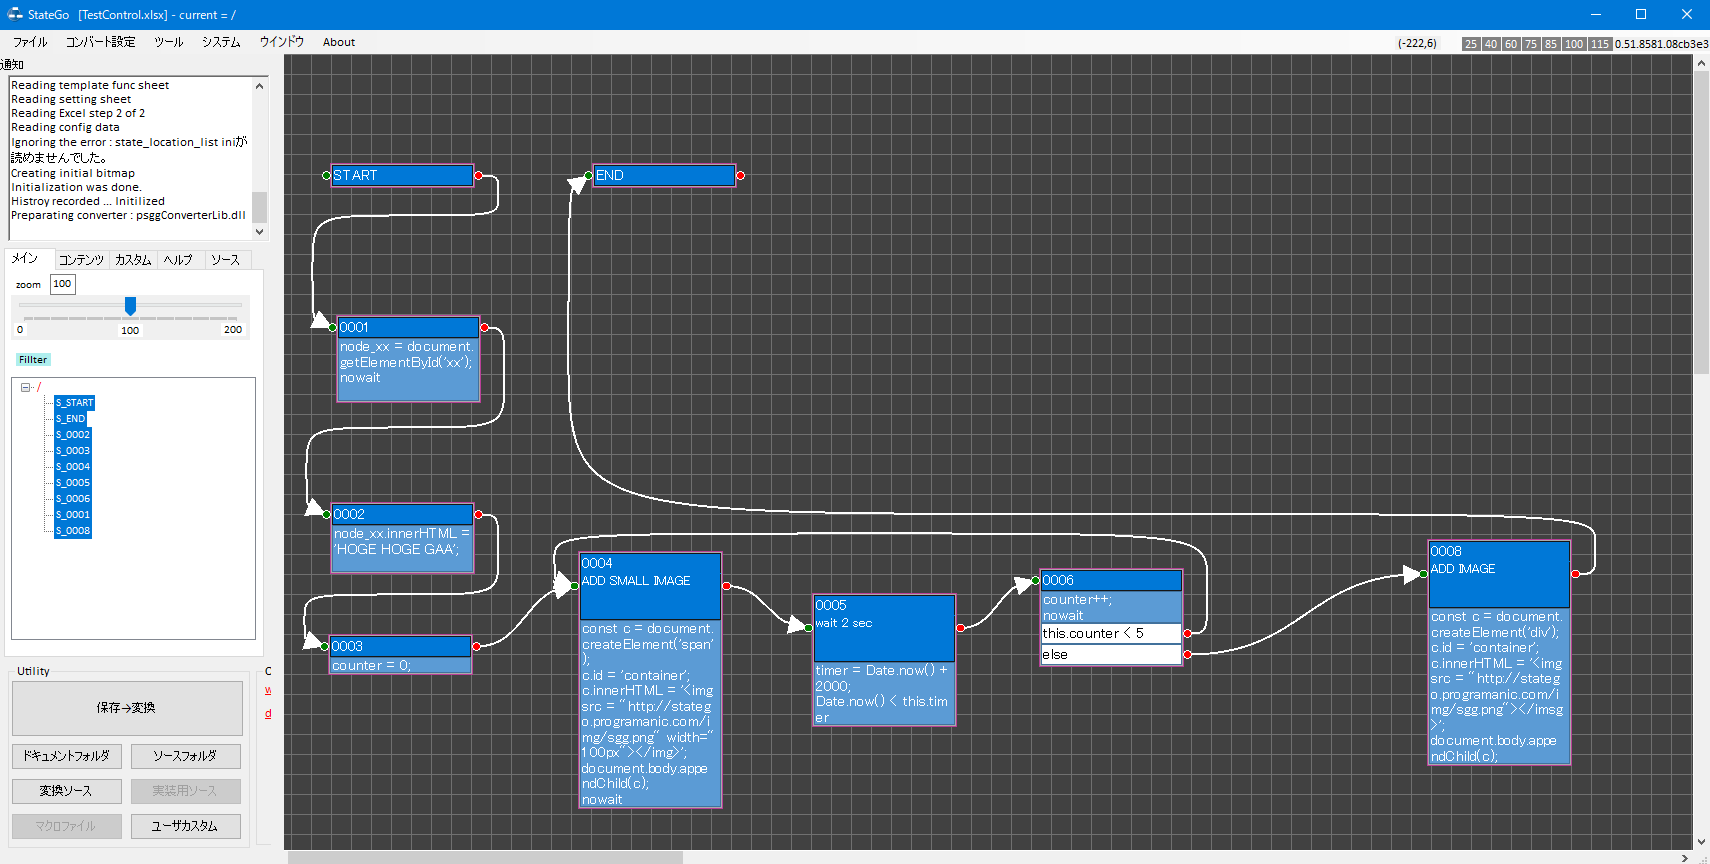 StateGo   [TestControl.xlsx] - current = /
ファイル コンバート設定 ツール システム ウインドウ About
(-222,6) 25 40 60 75 85 100 115 0.51.8581.08cb3e3
通知
Reading template func sheet
Reading setting sheet
Reading Excel step 2 of 2
Reading config data
Ignoring the error : state_location_list iniが
読めませんでした。
Creating initial bitmap
Initialization was done.
Histroy recorded ... Initilized
Preparating converter : psggConverterLib.dll
メイン コンテンツ カスタム ヘルプ ソース
zoom 100
0 100 200
Fillter
/
S_START
S_END
S_0002
S_0003
S_0004
S_0005
S_0006
S_0001
S_0008
Utility
C
保存→変換
w
d
ドキュメントフォルダ ソースフォルダ
変換ソース 実装用ソース
マクロファイル ユーザカスタム
START
END
0001
node_xx = document.
getElementById('xx');
nowait
0002
node_xx.innerHTML =
'HOGE HOGE GAA';
0003
counter = 0;
0004
ADD SMALL IMAGE
const c = document.
createElement('span'
);
c.id = 'container';
c.innerHTML = '<img
src = "http://stateg
o.programanic.com/i
mg/sgg.png" width="
100px"></img>';
document.body.appe
ndChild(c);
nowait
0005
wait 2 sec
timer = Date.now() +
2000;
Date.now() < this.tim
er
0006
counter++;
nowait
this.counter < 5
else
0008
ADD IMAGE
const c = document.
createElement('div');
c.id = 'container';
c.innerHTML = '<img
src = "http://stateg
o.programanic.com/i
mg/sgg.png"></imsg
>';
document.body.appe
ndChild(c);